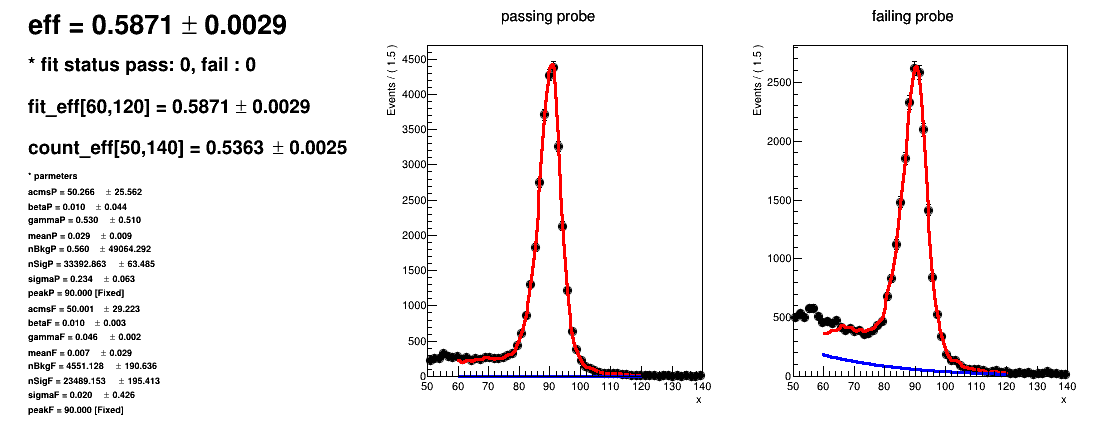 eff = 0.5871 ± 0.0029
* fit status pass: 0, fail : 0
fit_eff[60,120] = 0.5871 ± 0.0029
count_eff[50,140] = 0.5363 ± 0.0025
* parmeters
acmsP = 50.266 ± 25.562
betaP = 0.010 ± 0.044
gammaP = 0.530 ± 0.510
meanP = 0.029 ± 0.009
nBkgP = 0.560 ± 49064.292
nSigP = 33392.863 ± 63.485
sigmaP = 0.234 ± 0.063
peakP = 90.000 [Fixed]
acmsF = 50.001 ± 29.223
betaF = 0.010 ± 0.003
gammaF = 0.046 ± 0.002
meanF = 0.007 ± 0.029
nBkgF = 4551.128 ± 190.636
nSigF = 23489.153 ± 195.413
sigmaF = 0.020 ± 0.426
peakF = 90.000 [Fixed]
passing probe
Events / ( 1.5 )
4500
4000
3500
3000
2500
2000
1500
1000
500
0
50 60 70 80 90 100 110 120 130 140
x
failing probe
Events / ( 1.5 )
2500
2000
1500
1000
500
0
50 60 70 80 90 100 110 120 130 140
x